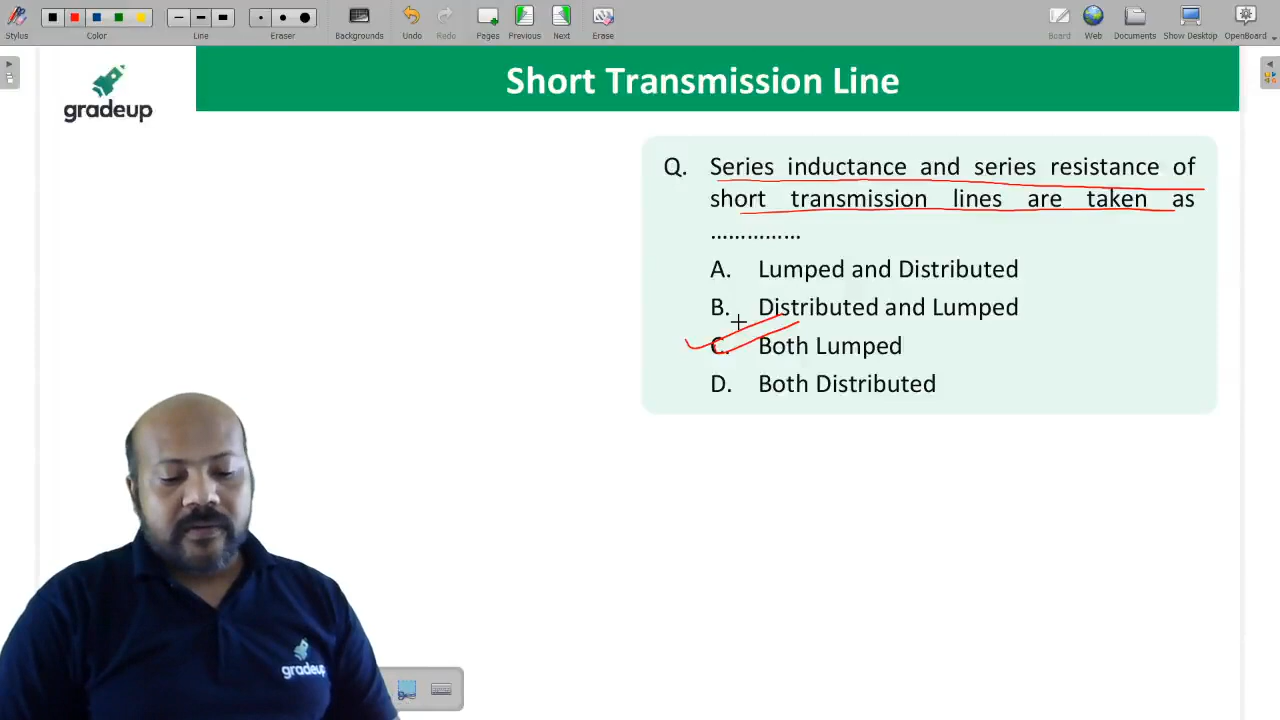 Stylus
Color
Line
Eraser
Backgrounds
Undo
Redo
Pages
Previous
Next
Erase
Board
Web
Documents
Show Desktop
OpenBoard
gradeup
Short Transmission Line
Q. Series inductance and series resistance of
short transmission lines are taken as
……………
A. Lumped and Distributed
B. Distributed and Lumped
C. Both Lumped
D. Both Distributed
gradeup